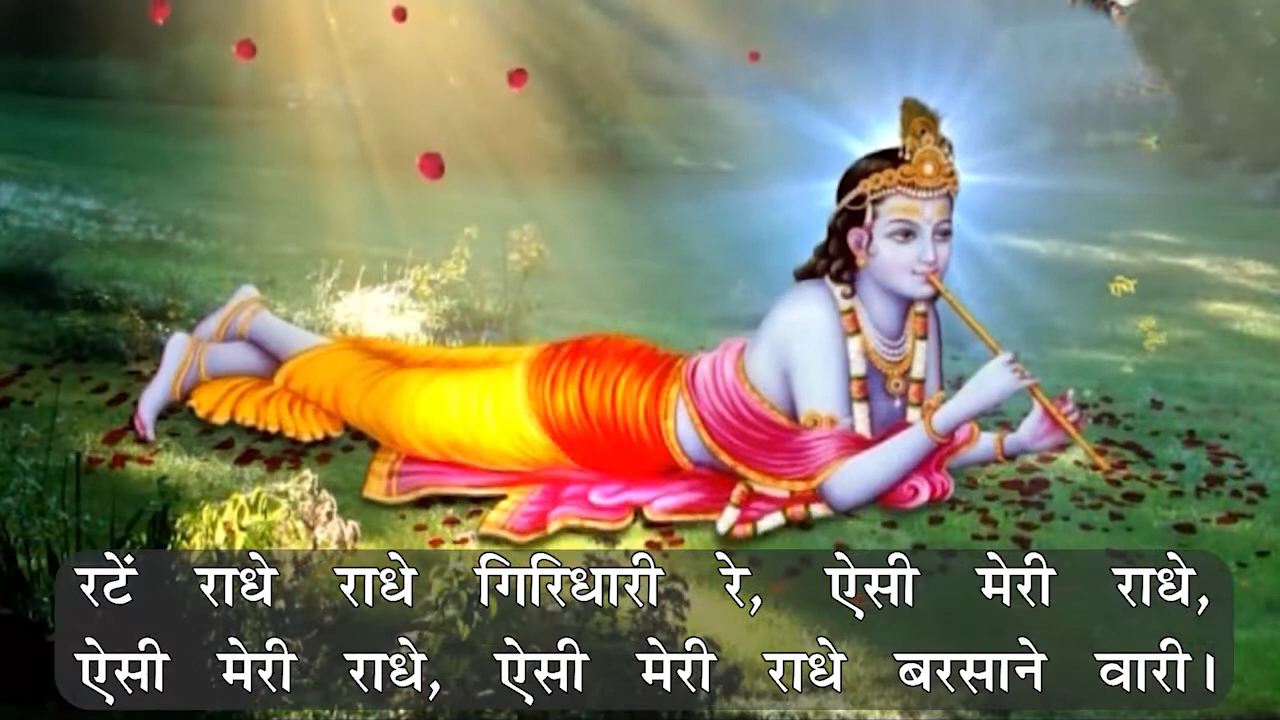 राधे
रटें राधे राधे गिरिधारी रे, ऐसी मेरी राधे,
ऐसी मेरी राधे, ऐसी मेरी राधे बरसाने वारी।